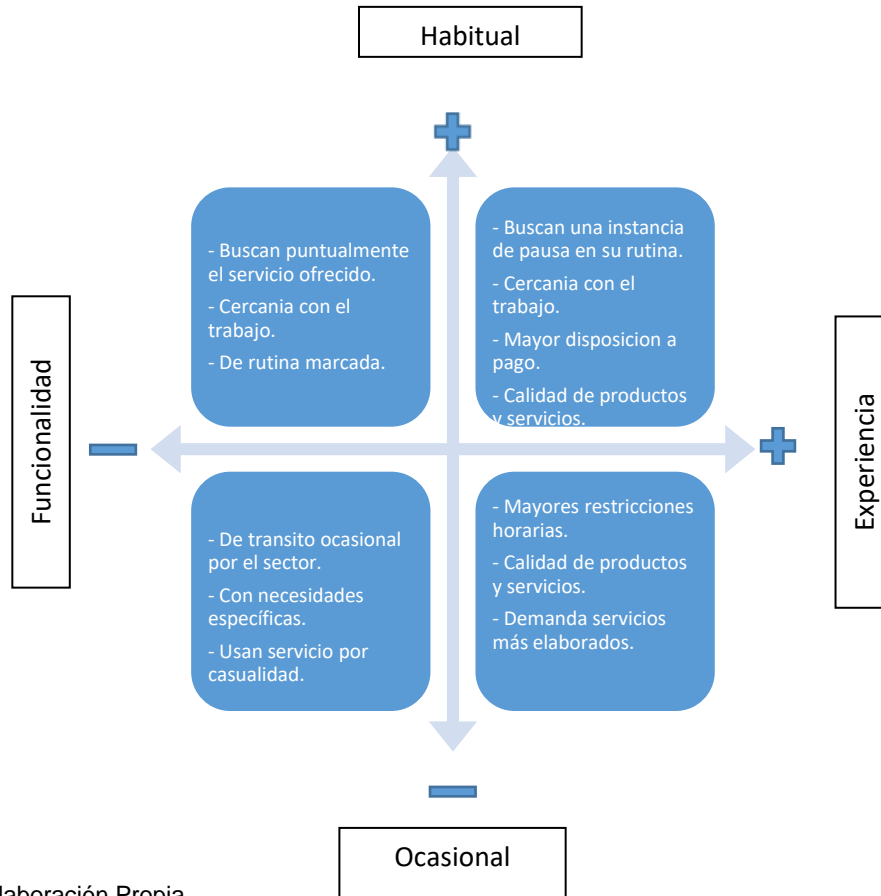 Habitual
- Buscan puntualmente
el servicio ofrecido.
- Cercania con el
trabajo.
- De rutina marcada.
- Buscan una instancia
de pausa en su rutina.
- Cercania con el
trabajo.
- Mayor disposicion a
pago.
- Calidad de productos
y servicios.
Funcionalidad
Experiencia
- De transito ocasional
por el sector.
- Con necesidades
específicas.
- Usan servicio por
casualidad.
- Mayores restricciones
horarias.
- Calidad de productos
y servicios.
- Demanda servicios
más elaborados.
Ocasional
laboración Propia